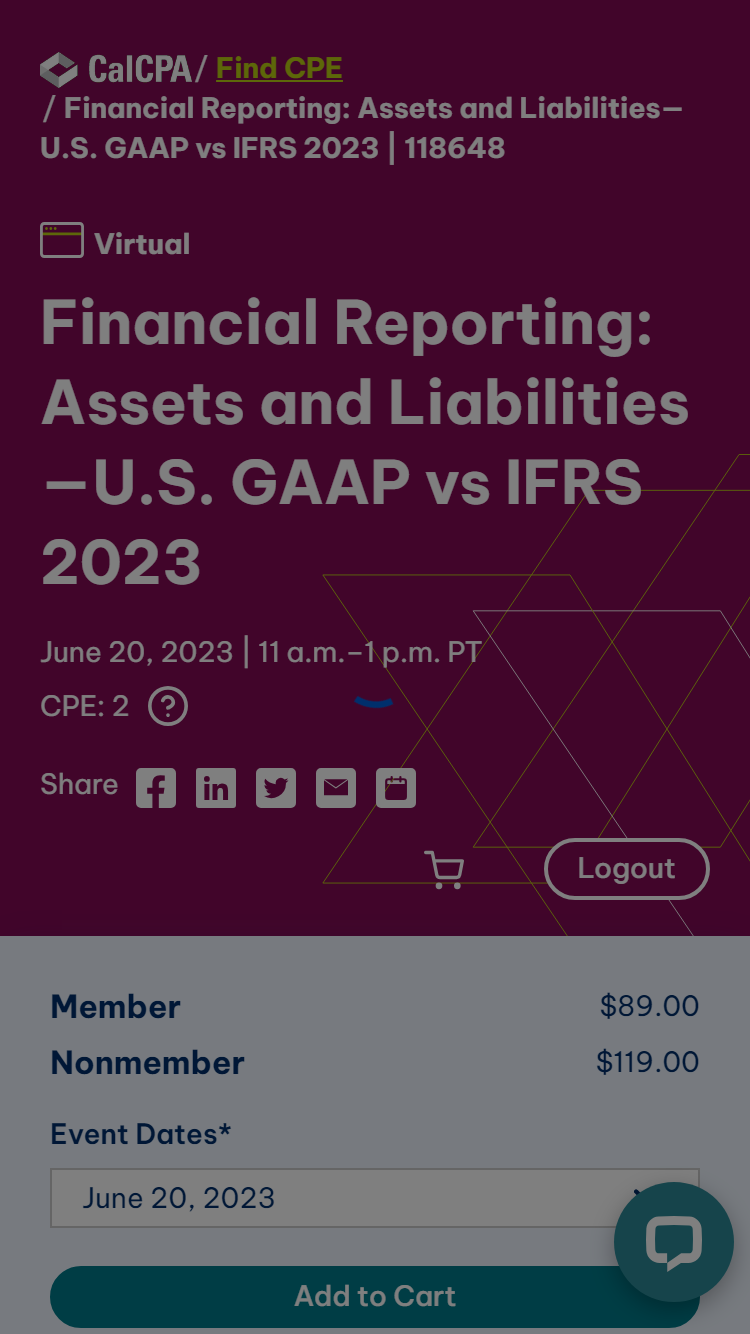 CalCPA / Find CPE
/ Financial Reporting: Assets and Liabilities—
U.S. GAAP vs IFRS 2023 | 118648
Virtual
Financial Reporting:
Assets and Liabilities
—U.S. GAAP vs IFRS
2023
June 20, 2023 | 11 a.m.–1 p.m. PT
CPE: 2 ?
Share
Logout
Member $89.00
Nonmember $119.00
Event Dates*
June 20, 2023
Add to Cart